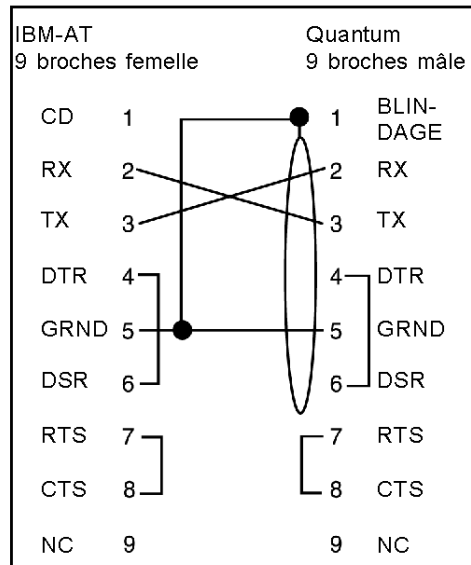 IBM-AT Quantum
9 broches femelle 9 broches mâle
CD 1 1 BLIN-
DAGE
RX 2 2 RX
TX 3 3 TX
DTR 4 4 DTR
GRND 5 5 GRND
DSR 6 6 DSR
RTS 7 7 RTS
CTS 8 8 CTS
NC 9 9 NC